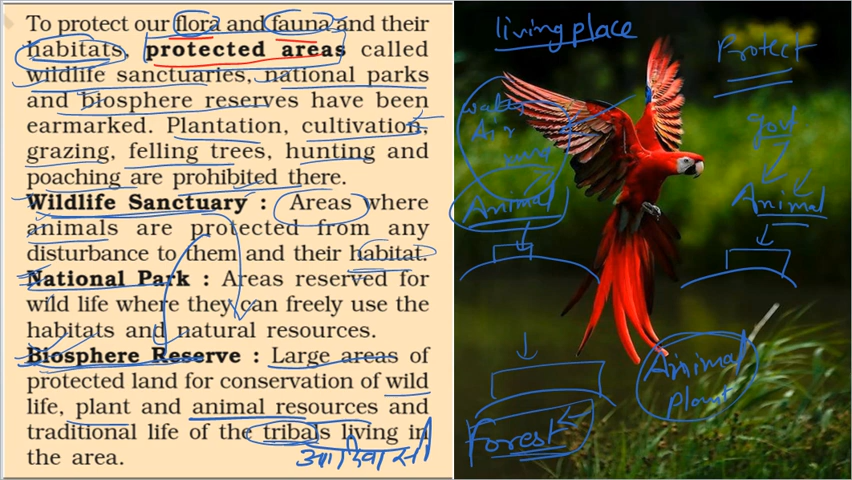 To protect our flora and fauna and their
habitats, protected areas called
wildlife sanctuaries, national parks
and biosphere reserves have been
earmarked. Plantation, cultivation,
grazing, felling trees, hunting and
poaching are prohibited there.
Wildlife Sanctuary : Areas where
animals are protected from any
disturbance to them and their habitat.
National Park : Areas reserved for
wild life where they can freely use the
habitats and natural resources.
Biosphere Reserve : Large areas of
protected land for conservation of wild
life, plant and animal resources and
traditional life of the tribals living in
the area.
आदिवासी
living place
Protect
Air
govt
Animal
Animal
Animal
plant
Forest